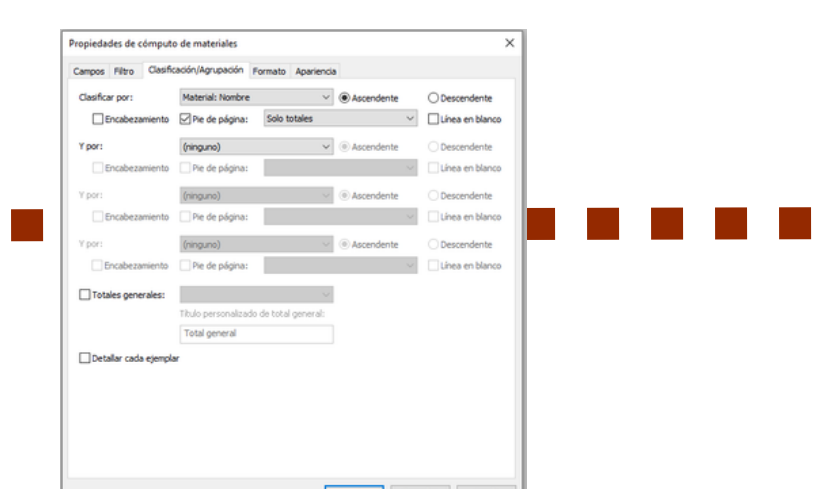 Propiedades de cómputo de materiales
Campos Filtro Clasificación/Agrupación Formato Apariencia
Clasificar por: Material: Nombre Ascendente Descendente
Encabezamiento Pie de página: Solo totales Línea en blanco
Y por: (ninguno) Ascendente Descendente
Encabezamiento Pie de página: Línea en blanco
Y por: (ninguno) Ascendente Descendente
Encabezamiento Pie de página: Línea en blanco
Y por: (ninguno) Ascendente Descendente
Encabezamiento Pie de página: Línea en blanco
Totales generales:
Título personalizado de total general:
Total general
Detallar cada ejemplar